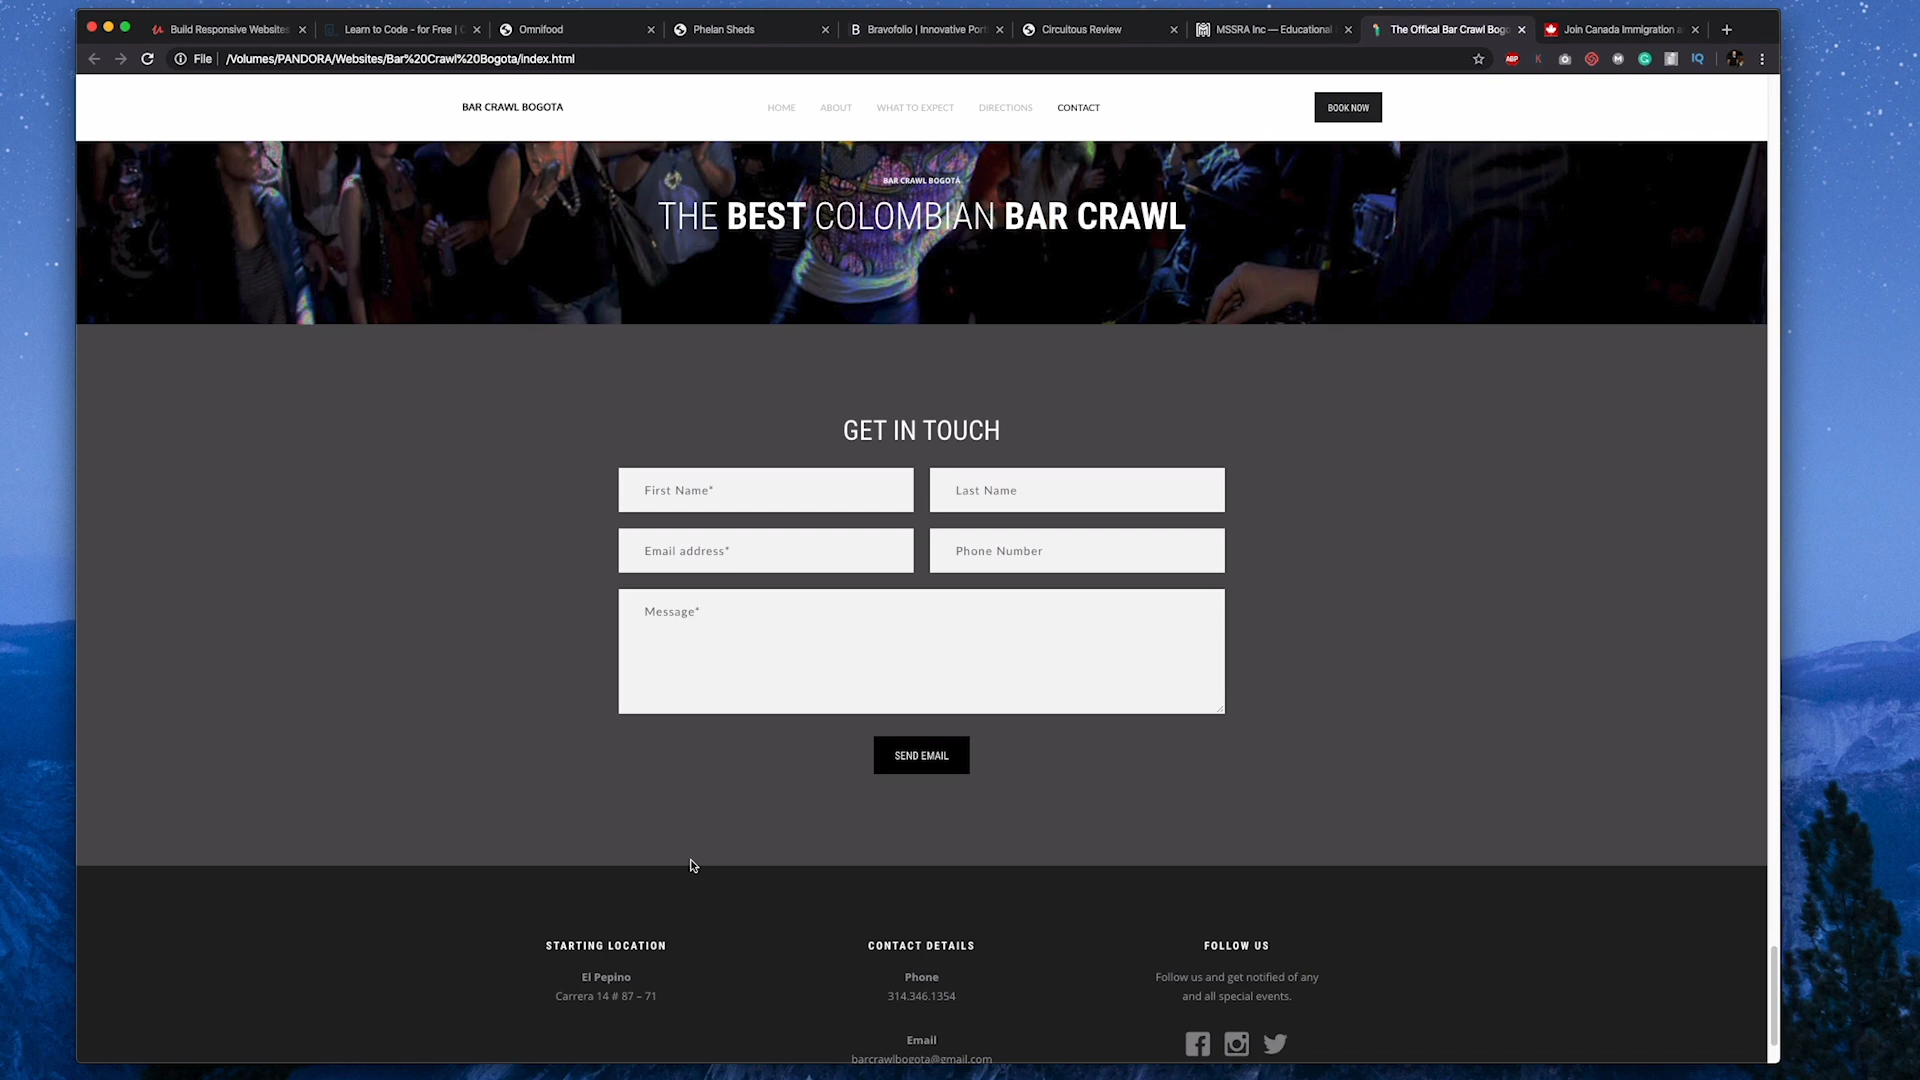 Build Responsive Websites
Learn to Code - for Free |
Omnifood
Phelan Sheds
B Bravofolio | Innovative Port
Circuitous Review
MSSRA Inc — Educational
The Offical Bar Crawl Bogo
Join Canada Immigration a
File /Volumes/PANDORA/Websites/Bar%20Crawl%20Bogota/index.html
ABP K M IQ
BAR CRAWL BOGOTA HOME ABOUT WHAT TO EXPECT DIRECTIONS CONTACT BOOK NOW
BAR CRAWL BOGOTÁ
THE BEST COLOMBIAN BAR CRAWL
GET IN TOUCH
First Name* Last Name
Email address* Phone Number
Message*
SEND EMAIL
STARTING LOCATION
El Pepino
Carrera 14 # 87 – 71
CONTACT DETAILS
Phone
314.346.1354
Email
barcrawlbogota@gmail.com
FOLLOW US
Follow us and get notified of any
and all special events.